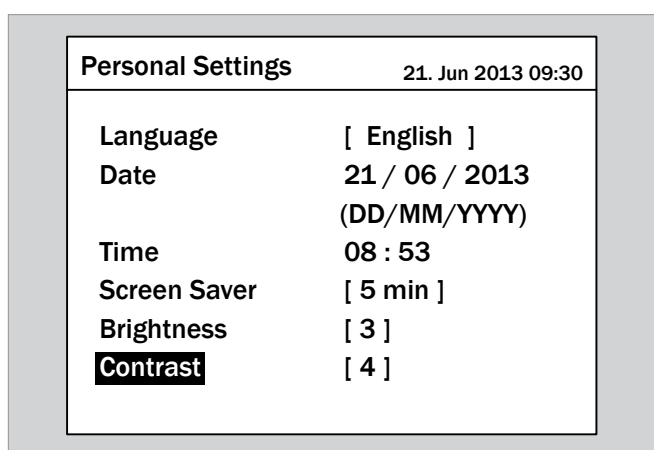 Personal Settings 21. Jun 2013 09:30
Language [ English ]
Date 21 / 06 / 2013
(DD/MM/YYYY)
Time 08 : 53
Screen Saver [ 5 min ]
Brightness [ 3 ]
Contrast [ 4 ]